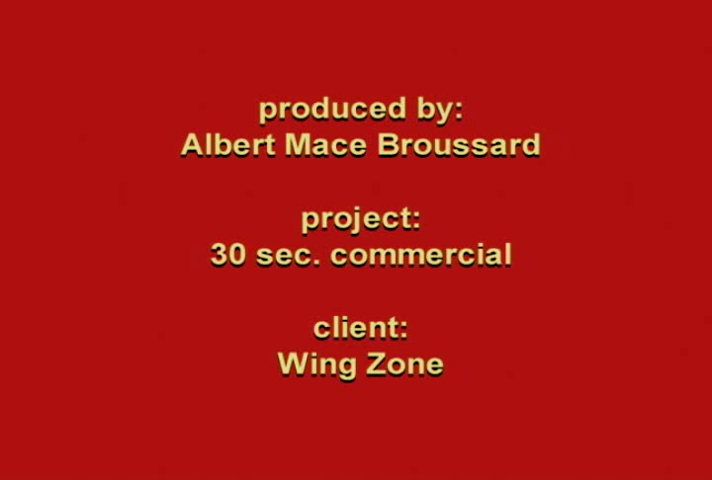 produced by:
Albert Mace Broussard
project:
30 sec. commercial
client:
Wing Zone